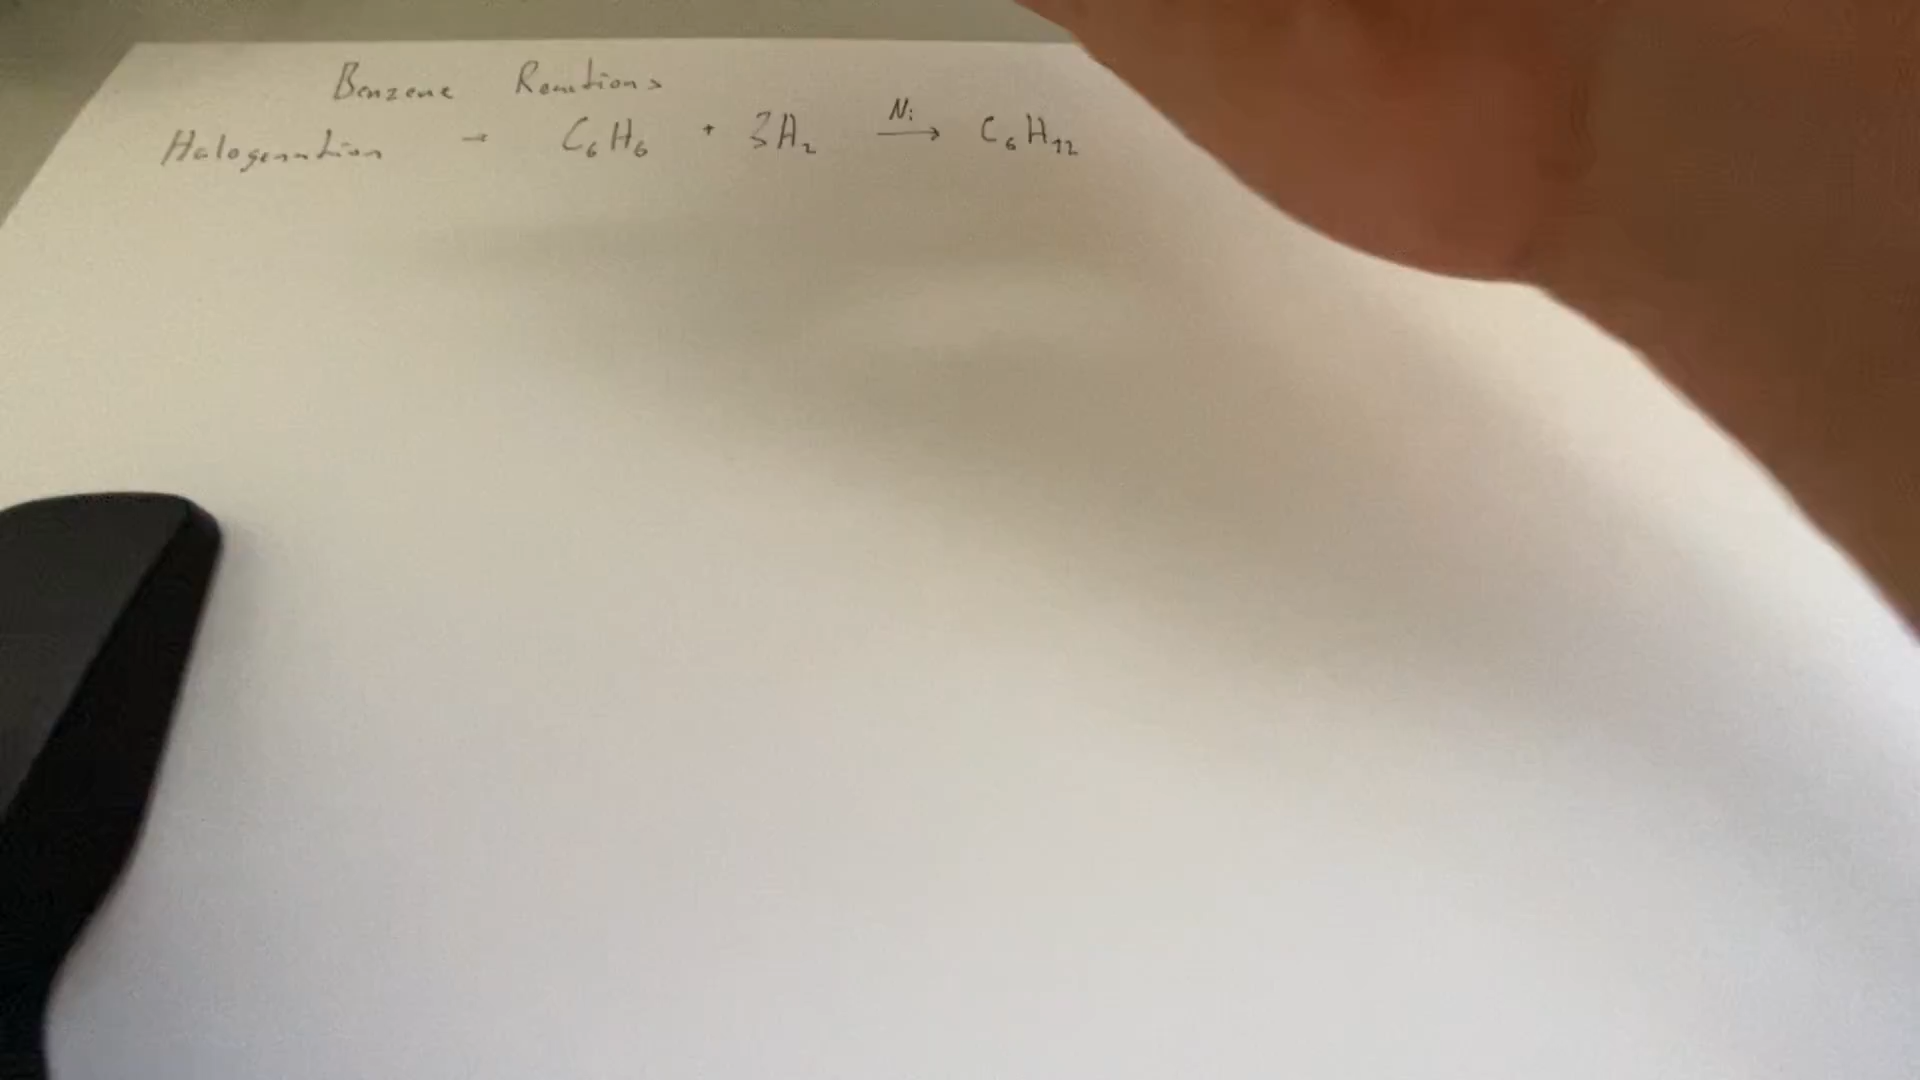 Benzene Reactions
Halogenation → C₆H₆ + 3H₂ Ni → C₆H₁₂